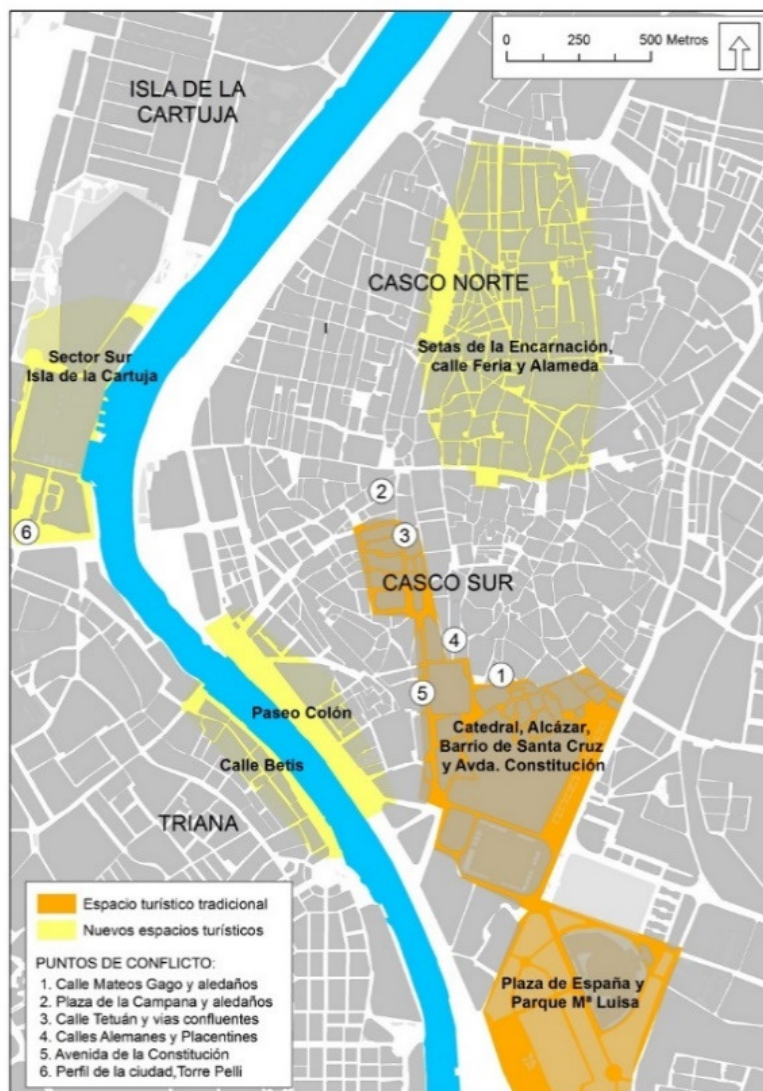 0 250 500 Metros
ISLA DE LA
CARTUJA
CASCO NORTE
Setas de la Encarnación,
calle Feria y Alameda
Sector Sur
Isla de la Cartuja
2
6
3
CASCO SUR
4
1
5
Paseo Colón
Catedral, Alcázar,
Barrio de Santa Cruz
y Avda. Constitución
Calle Betis
TRIANA
Plaza de España y
Parque Mª Luisa
Espacio turístico tradicional
Nuevos espacios turísticos
PUNTOS DE CONFLICTO:
1. Calle Mateos Gago y aledaños
2. Plaza de la Campana y aledaños
3. Calle Tetuán y vias confluentes
4. Calles Alemanes y Placentines
5. Avenida de la Constitución
6. Perfil de la ciudad,Torre Pelli